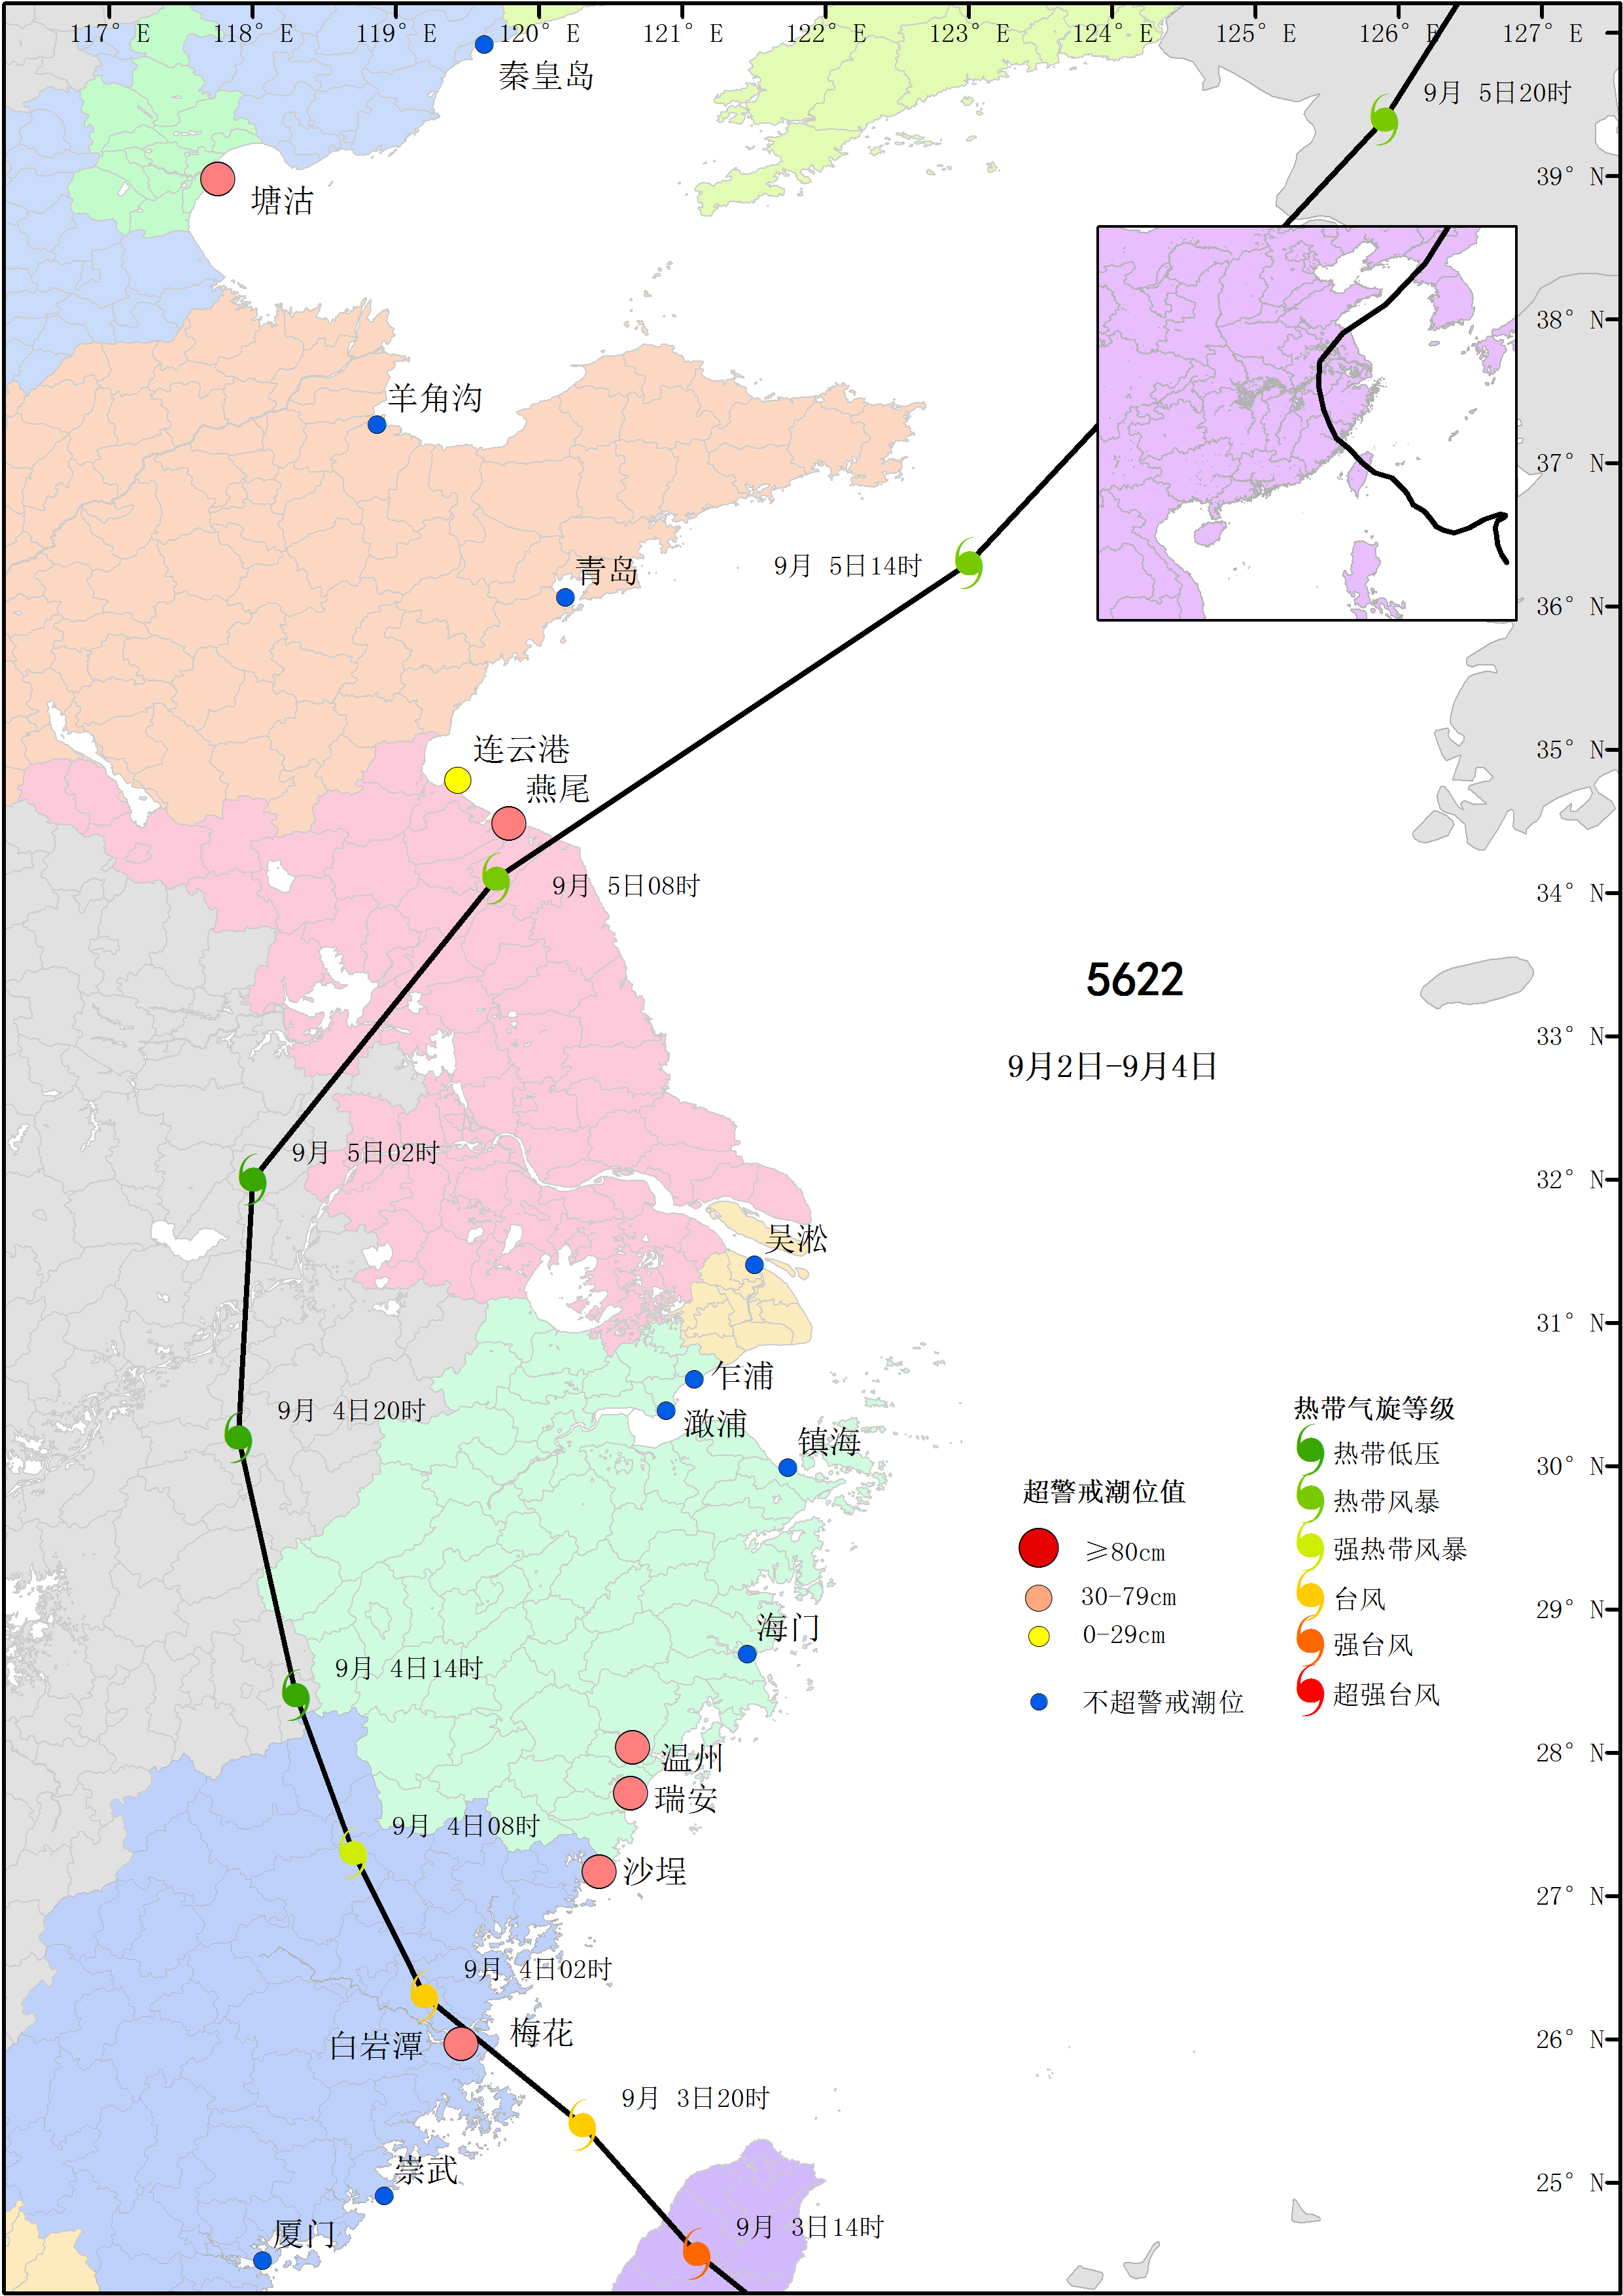 117° E 118° E 119° E 120° E 121° E 122° E 123° E 124° E 125° E 126° E 127° E
秦皇岛
9月 5日20时
39° N
塘沽
38° N
羊角沟
37° N
9月 5日14时
青岛
36° N
连云港
35° N
燕尾
9月 5日08时
34° N
5622
33° N
9月2日-9月4日
9月 5日02时
32° N
吴淞
31° N
乍浦
9月 4日20时
澉浦
镇海
30° N
热带气旋等级
热带低压
热带风暴
强热带风暴
台风
强台风
超强台风
超警戒潮位值
≥80cm
30-79cm
0-29cm
不超警戒潮位
29° N
海门
9月 4日14时
28° N
温州
瑞安
9月 4日08时
沙埕
27° N
9月 4日02时
梅花
白岩潭
26° N
9月 3日20时
崇武
25° N
厦门
9月 3日14时